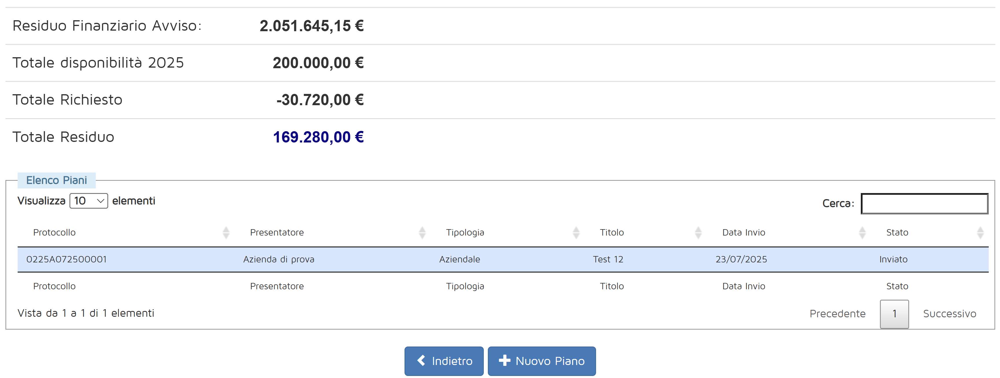 Residuo Finanziario Avviso: 2.051.645,15 €
Totale disponibilità 2025 200.000,00 €
Totale Richiesto -30.720,00 €
Totale Residuo 169.280,00 €
Elenco Piani
Visualizza 10 elementi Cerca:
Protocollo Presentatore Tipologia Titolo Data Invio Stato
0225A072500001 Azienda di prova Aziendale Test 12 23/07/2025 Inviato
Protocollo Presentatore Tipologia Titolo Data Invio Stato
Vista da 1 a 1 di 1 elementi Precedente 1 Successivo
Indietro Nuovo Piano